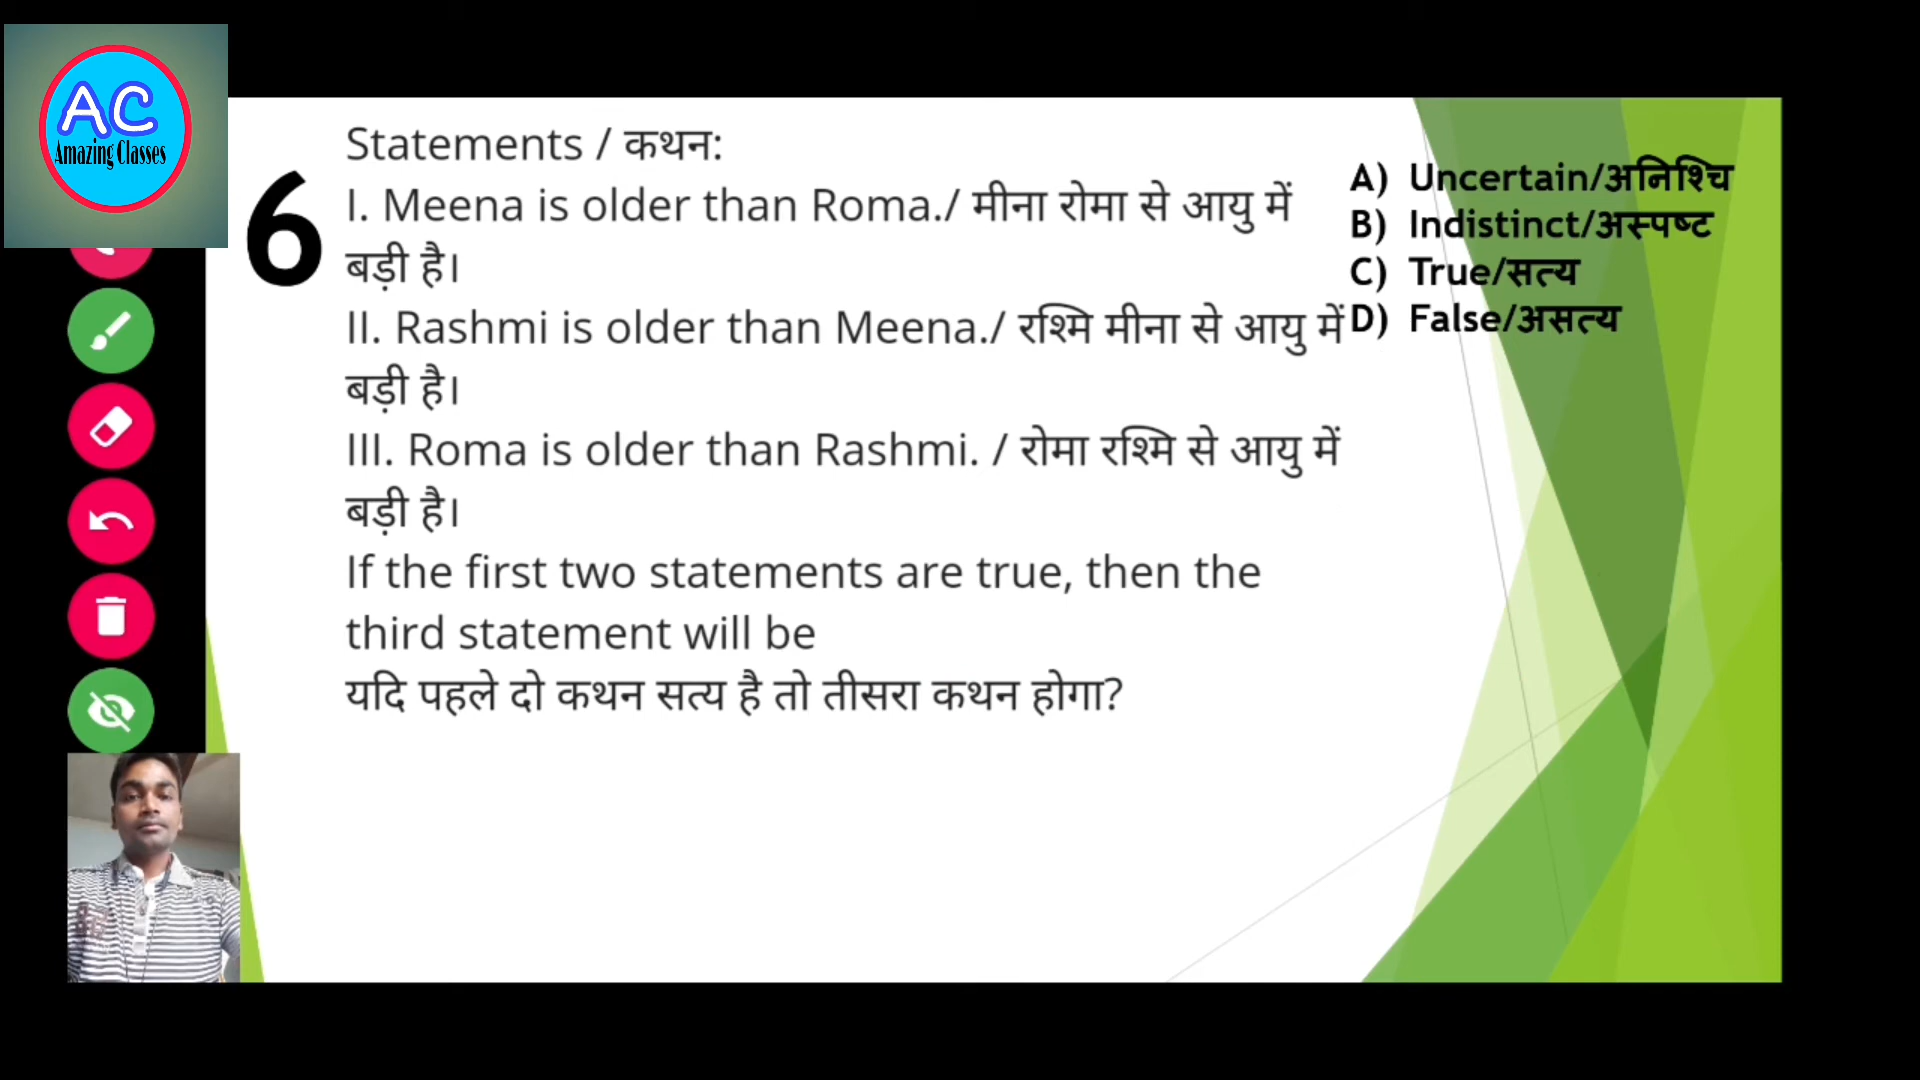 AC
Amazing Classes
6
Statements / कथन:
I. Meena is older than Roma./ मीना रोमा से आयु में
बड़ी है।
II. Rashmi is older than Meena./ रश्मि मीना से आयु में
बड़ी है।
III. Roma is older than Rashmi. / रोमा रश्मि से आयु में
बड़ी है।
If the first two statements are true, then the
third statement will be
यदि पहले दो कथन सत्य है तो तीसरा कथन होगा?
A) Uncertain/अनिश्चि
B) Indistinct/अस्पष्ट
C) True/सत्य
D) False/असत्य